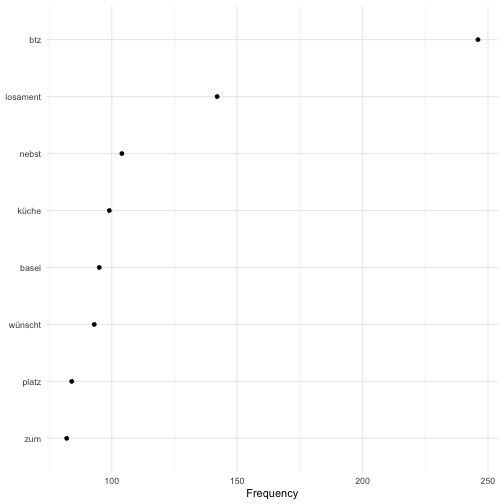 btz
losament
nebst
küche
basel
wünscht
platz
zum
100 150 200 250
Frequency